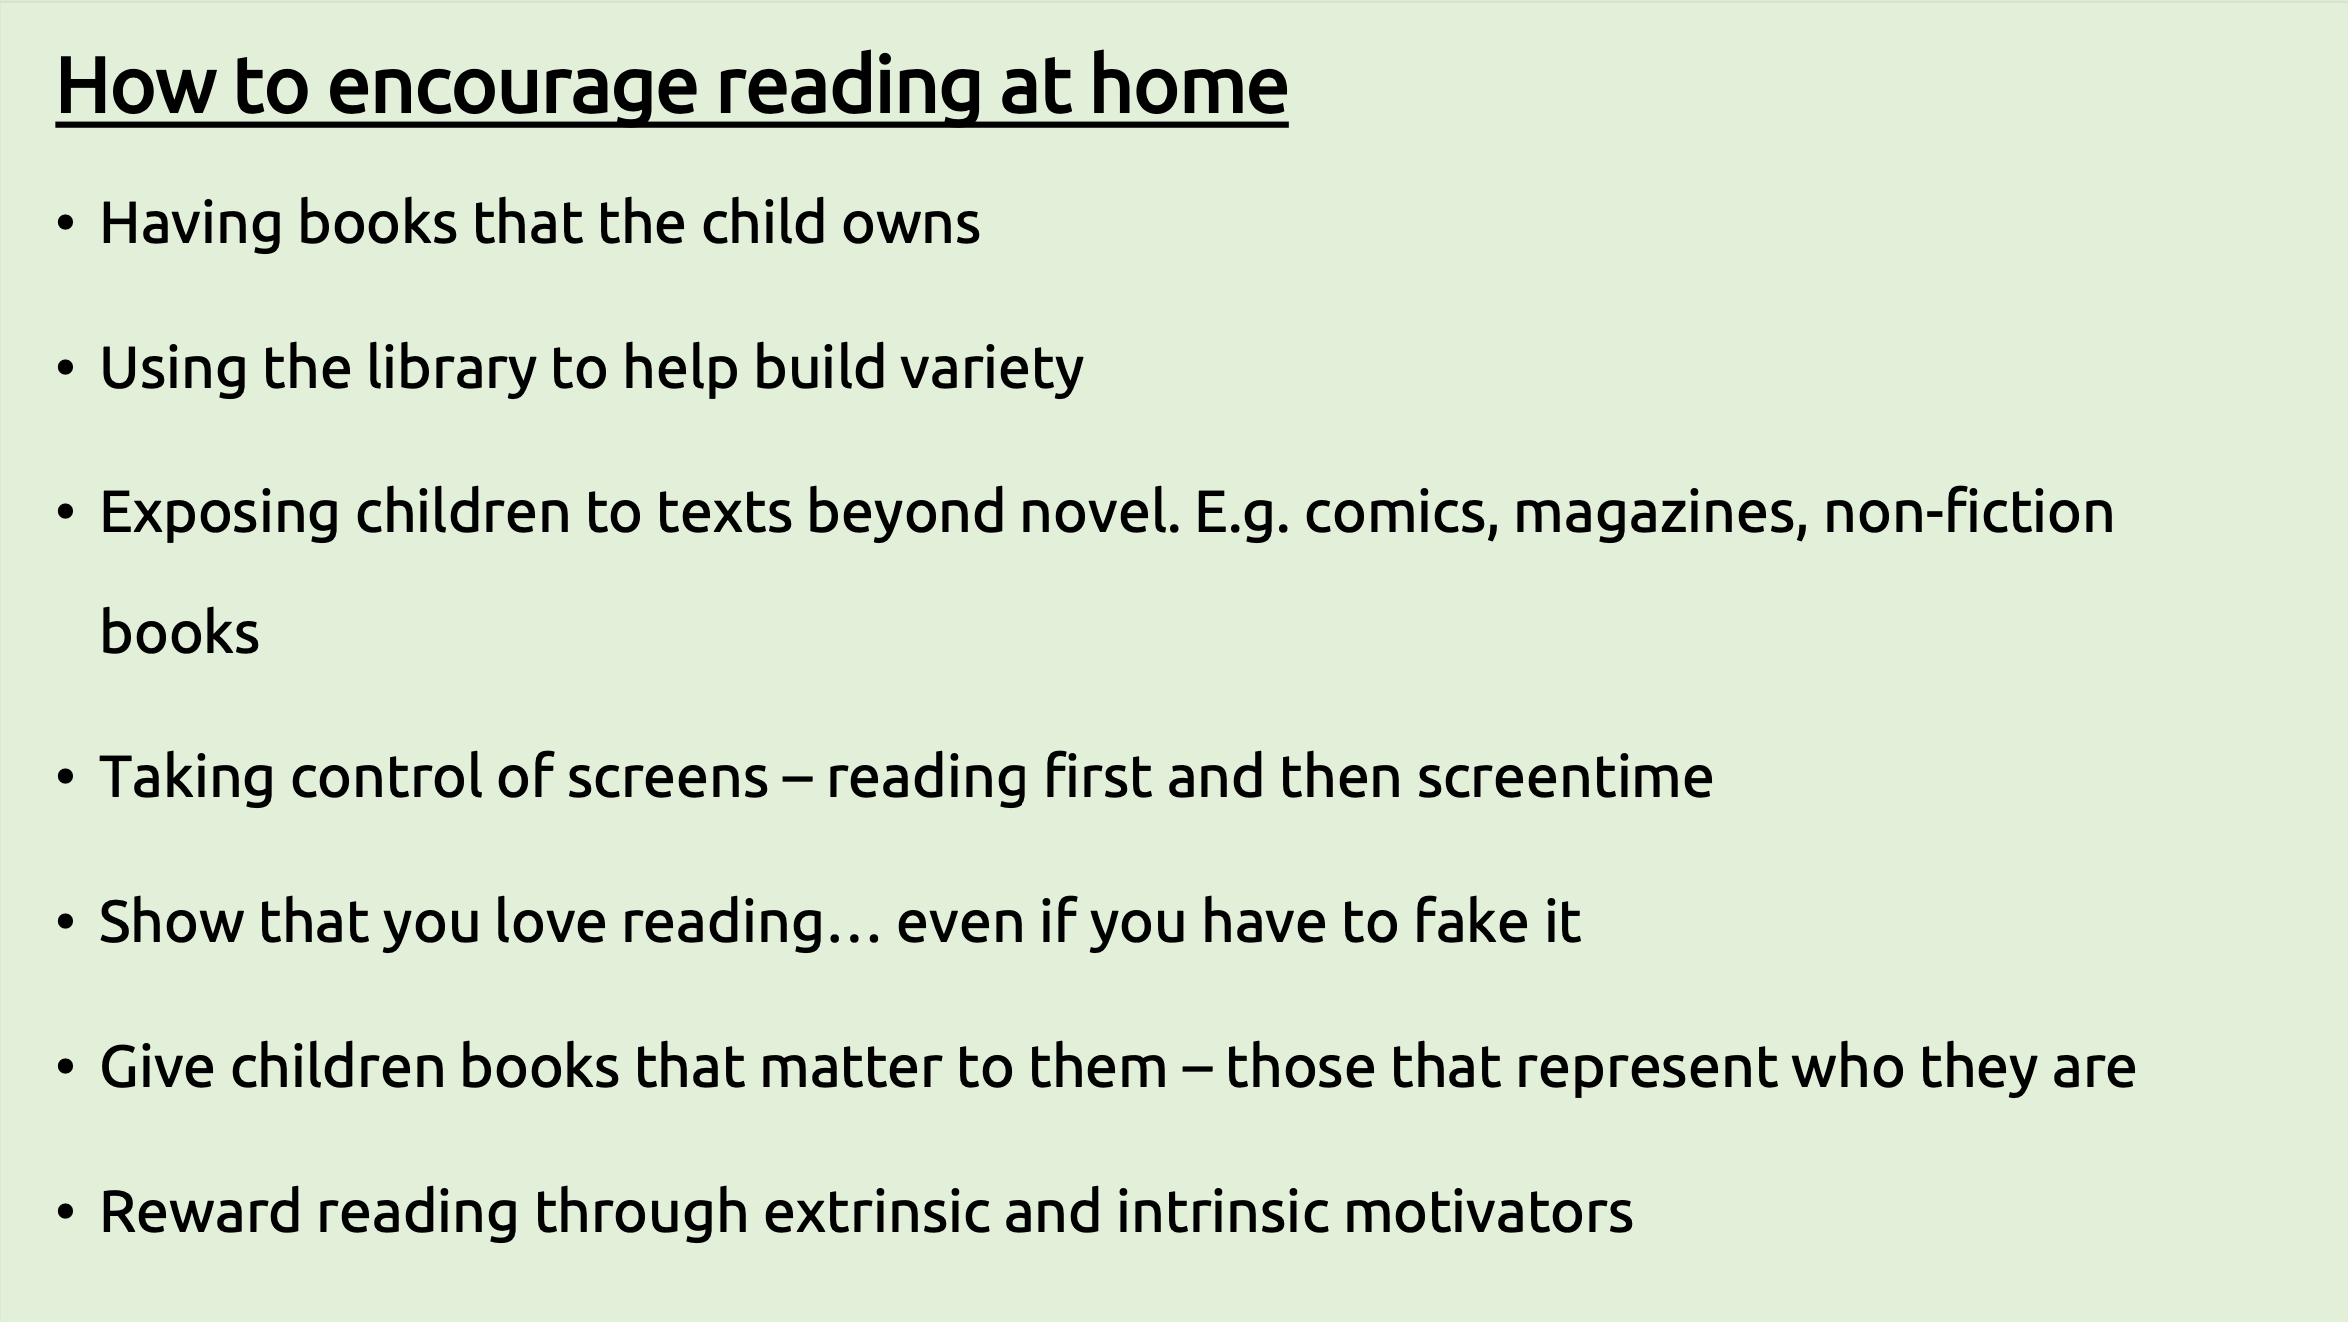 How to encourage reading at home
• Having books that the child owns
• Using the library to help build variety
• Exposing children to texts beyond novel. E.g. comics, magazines, non-fiction
books
• Taking control of screens – reading first and then screentime
• Show that you love reading… even if you have to fake it
• Give children books that matter to them – those that represent who they are
• Reward reading through extrinsic and intrinsic motivators